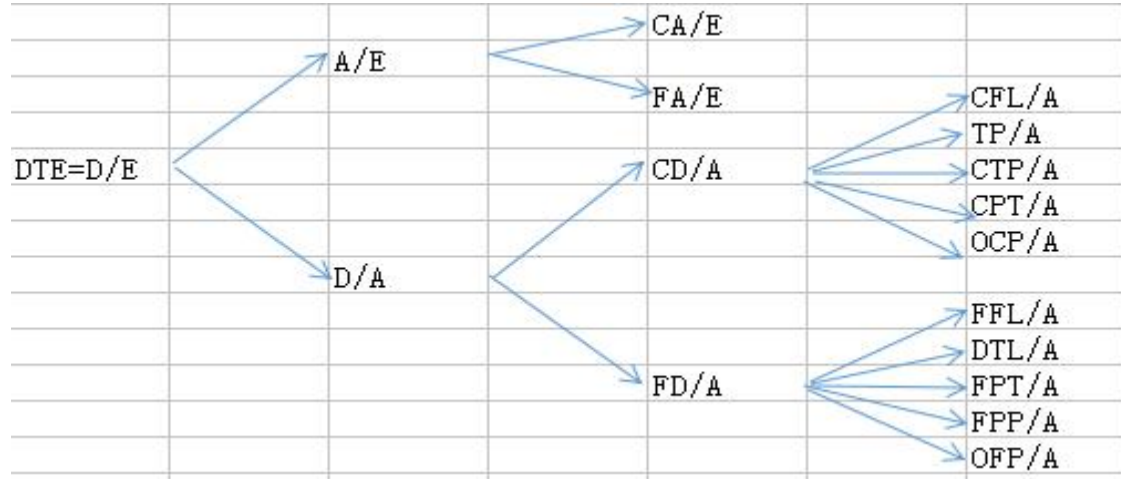 CA/E
A/E
FA/E
CFL/A
TP/A
DTE=D/E
CD/A
CTP/A
CPT/A
OCP/A
D/A
FFL/A
DTL/A
FD/A
FPT/A
FPP/A
OFP/A